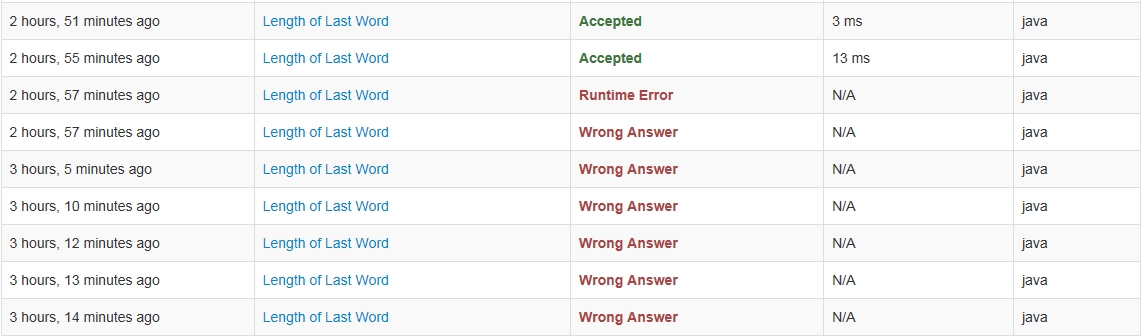 2 hours, 51 minutes ago Length of Last Word Accepted 3 ms java
2 hours, 55 minutes ago Length of Last Word Accepted 13 ms java
2 hours, 57 minutes ago Length of Last Word Runtime Error N/A java
2 hours, 57 minutes ago Length of Last Word Wrong Answer N/A java
3 hours, 5 minutes ago Length of Last Word Wrong Answer N/A java
3 hours, 10 minutes ago Length of Last Word Wrong Answer N/A java
3 hours, 12 minutes ago Length of Last Word Wrong Answer N/A java
3 hours, 13 minutes ago Length of Last Word Wrong Answer N/A java
3 hours, 14 minutes ago Length of Last Word Wrong Answer N/A java